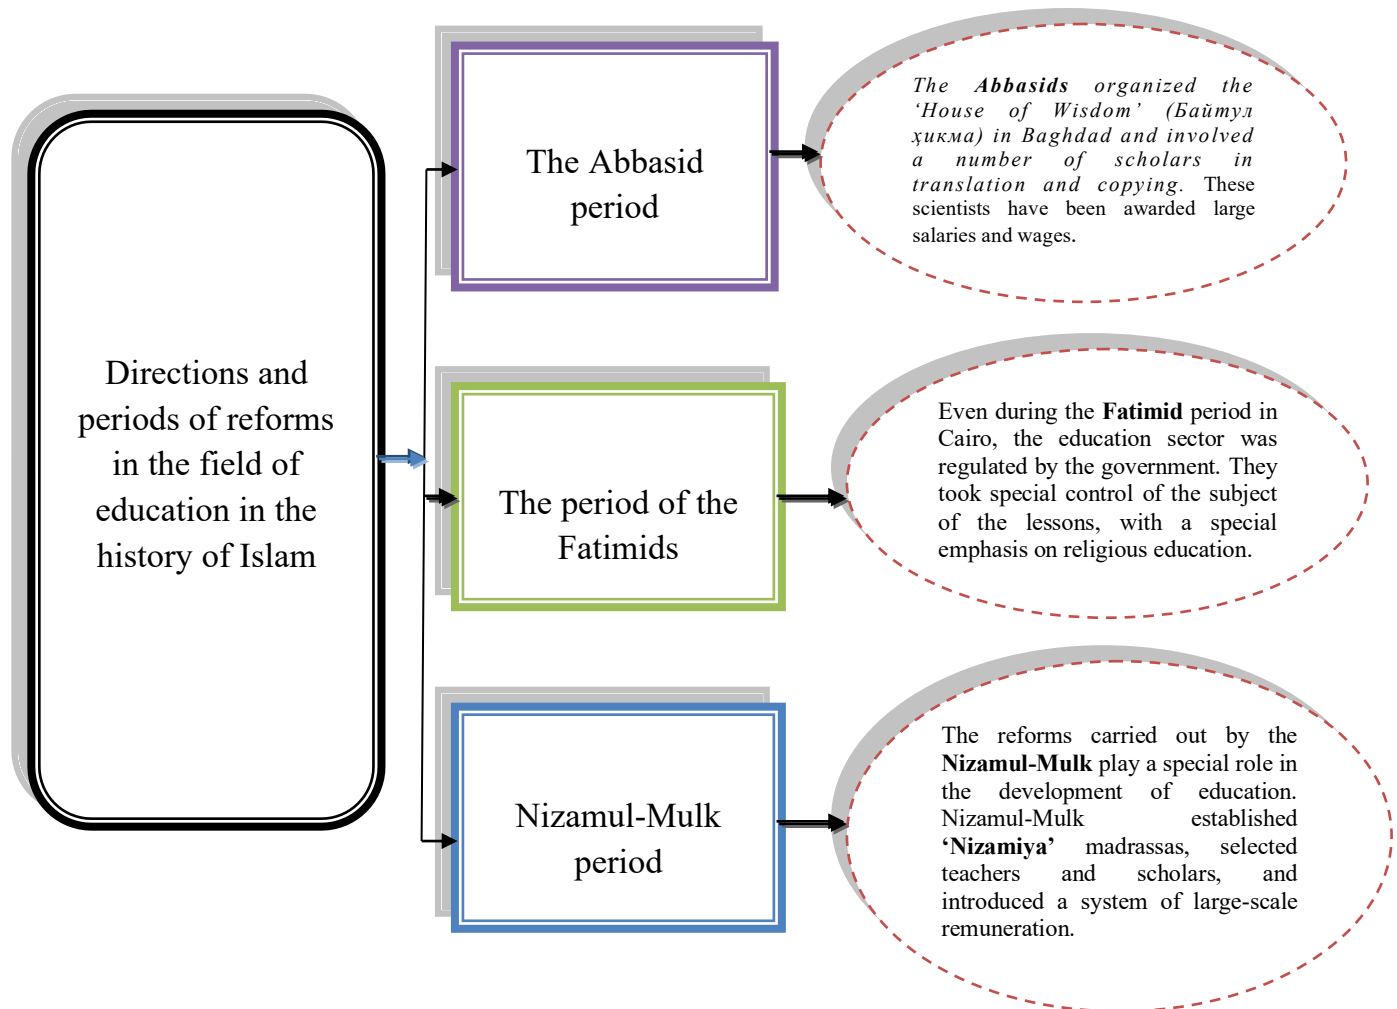 Directions and
periods of reforms
in the field of
education in the
history of Islam
The Abbasid
period
The Abbasids organized the
‘House of Wisdom’ (Байтул
ҳикма) in Baghdad and involved
a number of scholars in
translation and copying. These
scientists have been awarded large
salaries and wages.
The period of the
Fatimids
Even during the Fatimid period in
Cairo, the education sector was
regulated by the government. They
took special control of the subject
of the lessons, with a special
emphasis on religious education.
Nizamul-Mulk
period
The reforms carried out by the
Nizamul-Mulk play a special role in
the development of education.
Nizamul-Mulk established
‘Nizamiya’ madrassas, selected
teachers and scholars, and
introduced a system of large-scale
remuneration.